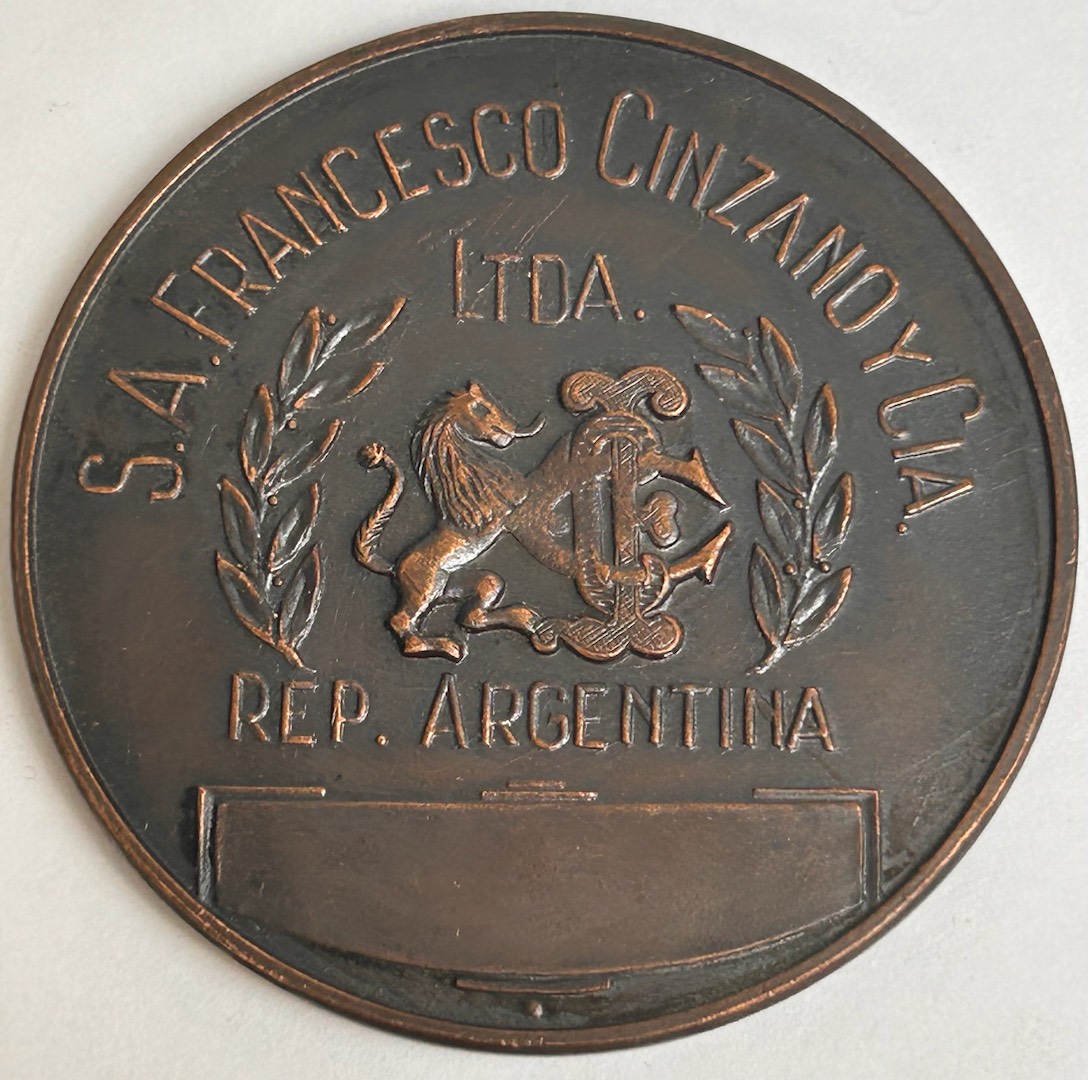 S.A. FRANCESCO CINZANO Y CIA.
LTDA.
REP. ARGENTINA